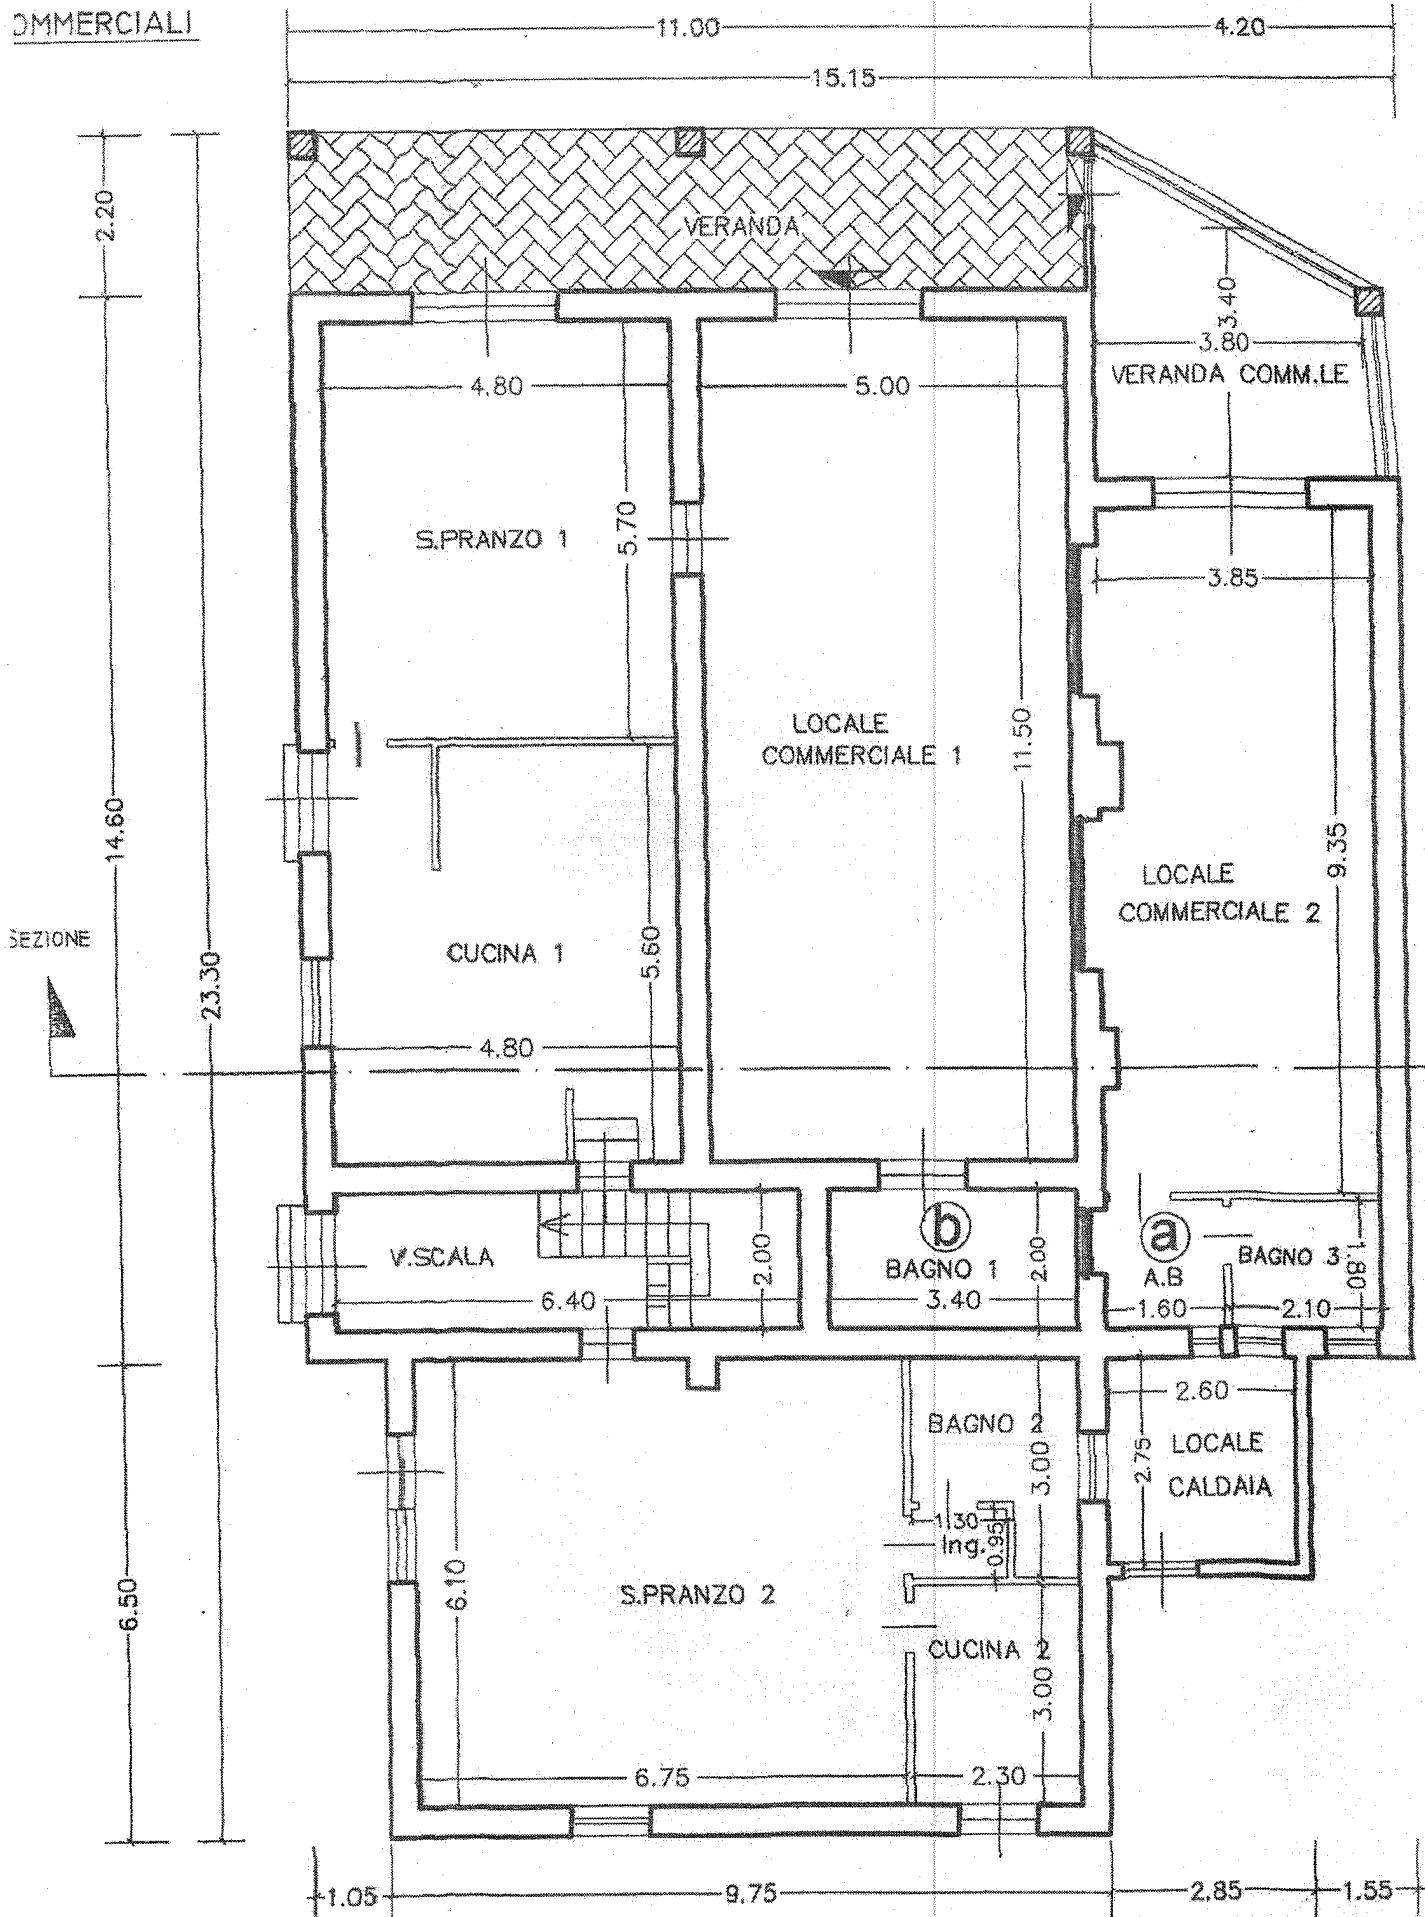 OMMERCIALI
11.00
4.20
15.15
2.20
VERANDA
3.40
3.80
VERANDA COMM.LE
4.80
5.00
S.PRANZO 1
5.70
3.85
LOCALE
COMMERCIALE 1
11.50
14.60
9.35
LOCALE
COMMERCIALE 2
SEZIONE
CUCINA 1
5.60
23.30
4.80
V.SCALA
2.00
b
BAGNO 1
2.00
a
A.B
BAGNO 3
1.80
6.40
3.40
1.60
2.10
2.60
BAGNO 2
LOCALE
CALDAIA
2.75
3.00
1.30
Ing.
0.95
6.50
6.10
S.PRANZO 2
CUCINA 2
3.00
6.75
2.30
1.05
9.75
2.85
1.55